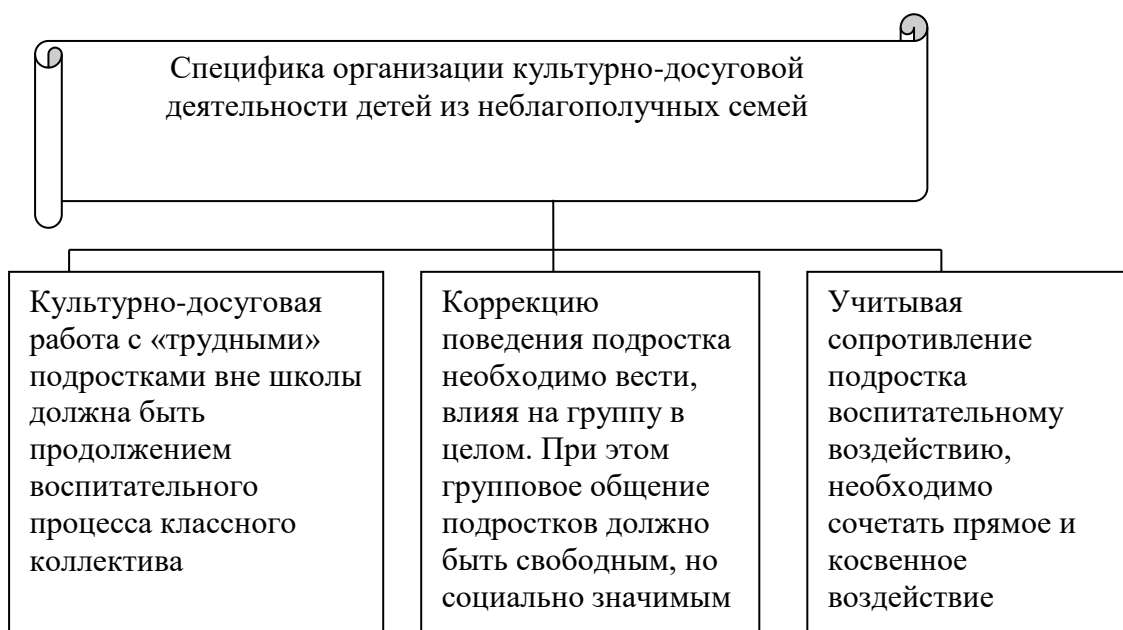 Специфика организации культурно-досуговой
деятельности детей из неблагополучных семей
Культурно-досуговая
работа с «трудными»
подростками вне школы
должна быть
продолжением
воспитательного
процесса классного
коллектива
Коррекцию
поведения подростка
необходимо вести,
влияя на группу в
целом. При этом
групповое общение
подростков должно
быть свободным, но
социально значимым
Учитывая
сопротивление
подростка
воспитательному
воздействию,
необходимо
сочетать прямое и
косвенное
воздействие